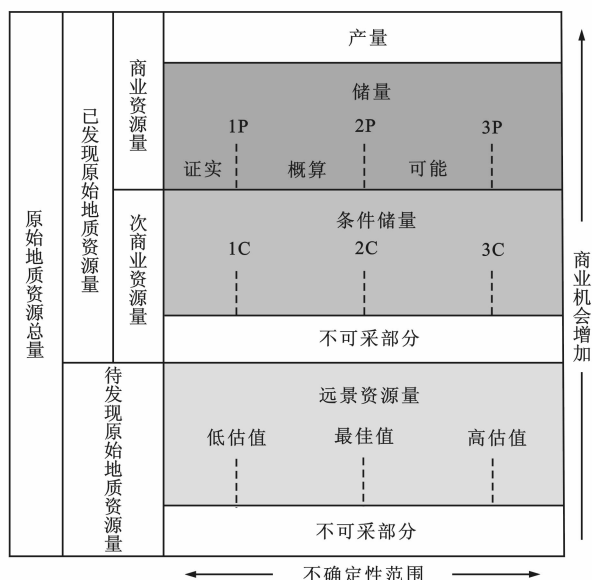 原始地质资源总量
已发现原始地质资源量
商业资源量
产量
储量
1P 2P 3P
证实 概算 可能
次商业资源量
条件储量
1C 2C 3C
不可采部分
待发现原始地质资源量
远景资源量
低估值 最佳值 高估值
不可采部分
商业机会增加
不确定性范围